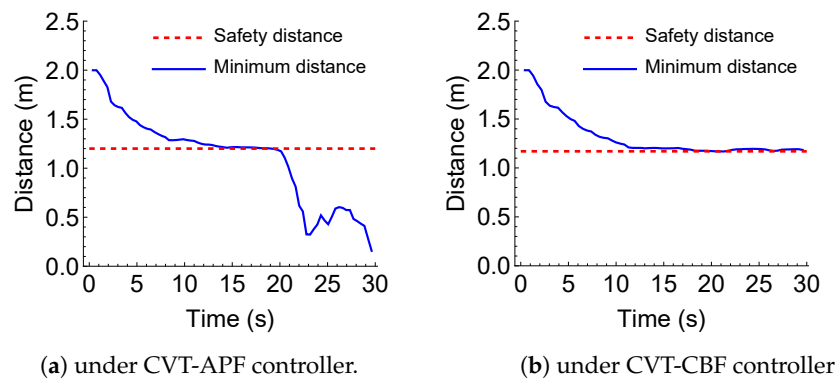 2.5
2.0
1.5
1.0
0.5
0.0
Distance (m)
Safety distance
Minimum distance
0 5 10 15 20 25 30
Time (s)
(a) under CVT-APF controller.
2.5
2.0
1.5
1.0
0.5
0.0
Distance (m)
Safety distance
Minimum distance
0 5 10 15 20 25 30
Time (s)
(b) under CVT-CBF controller